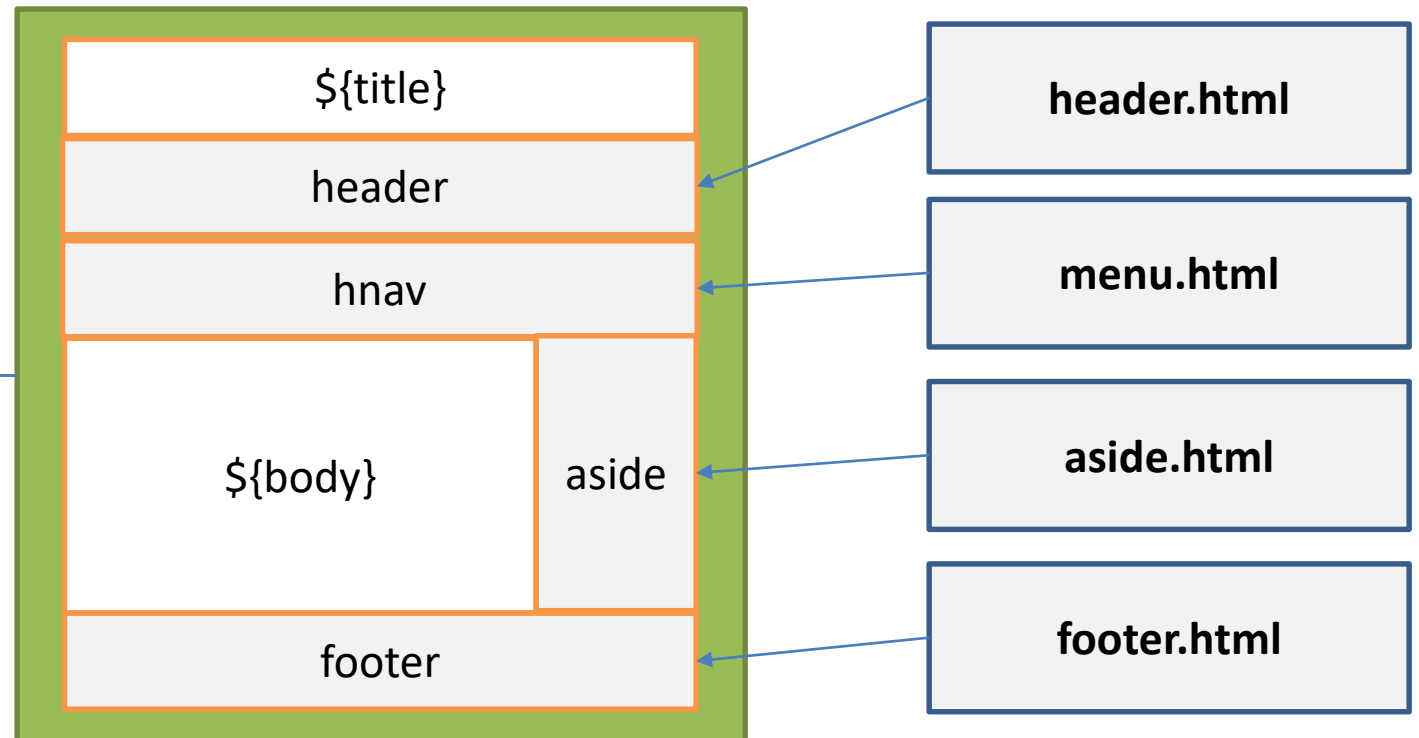 ${title}
header
hnav
${body}
aside
footer
header.html
menu.html
aside.html
footer.html